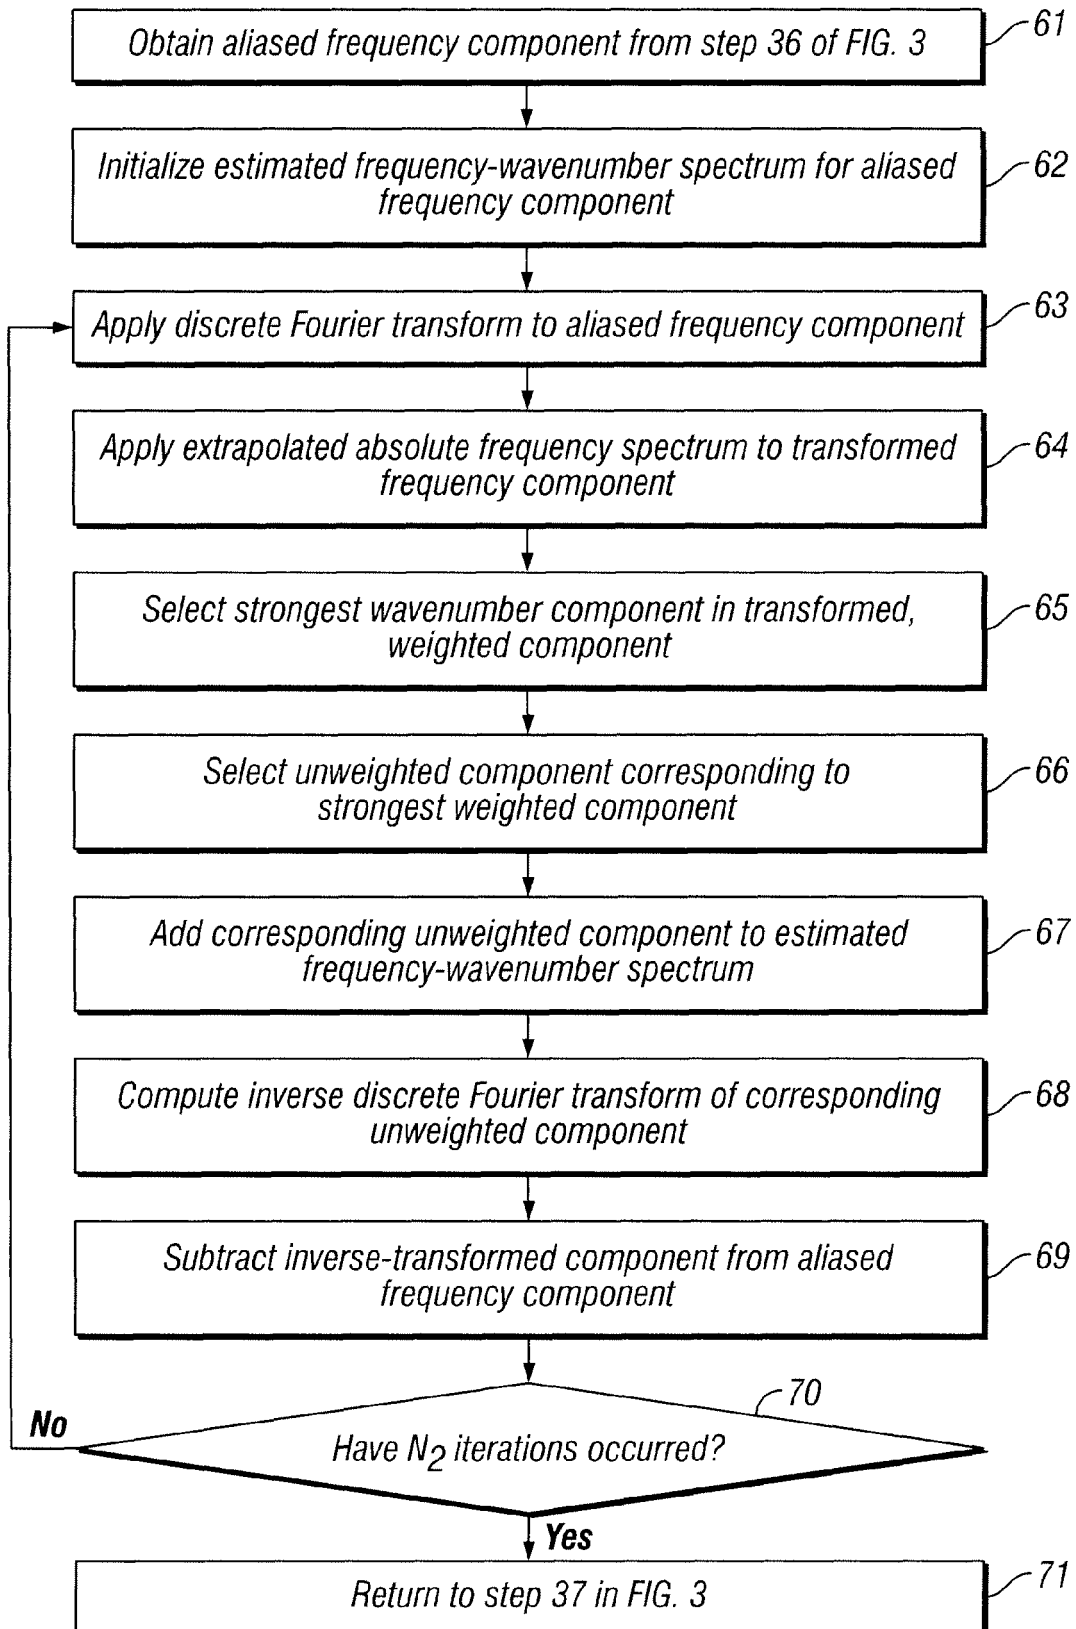 Obtain aliased frequency component from step 36 of FIG. 3
61
Initialize estimated frequency-wavenumber spectrum for aliased
frequency component
62
Apply discrete Fourier transform to aliased frequency component
63
Apply extrapolated absolute frequency spectrum to transformed
frequency component
64
Select strongest wavenumber component in transformed,
weighted component
65
Select unweighted component corresponding to
strongest weighted component
66
Add corresponding unweighted component to estimated
frequency-wavenumber spectrum
67
Compute inverse discrete Fourier transform of corresponding
unweighted component
68
Subtract inverse-transformed component from aliased
frequency component
69
70
No
Have N2 iterations occurred?
Yes
Return to step 37 in FIG. 3
71